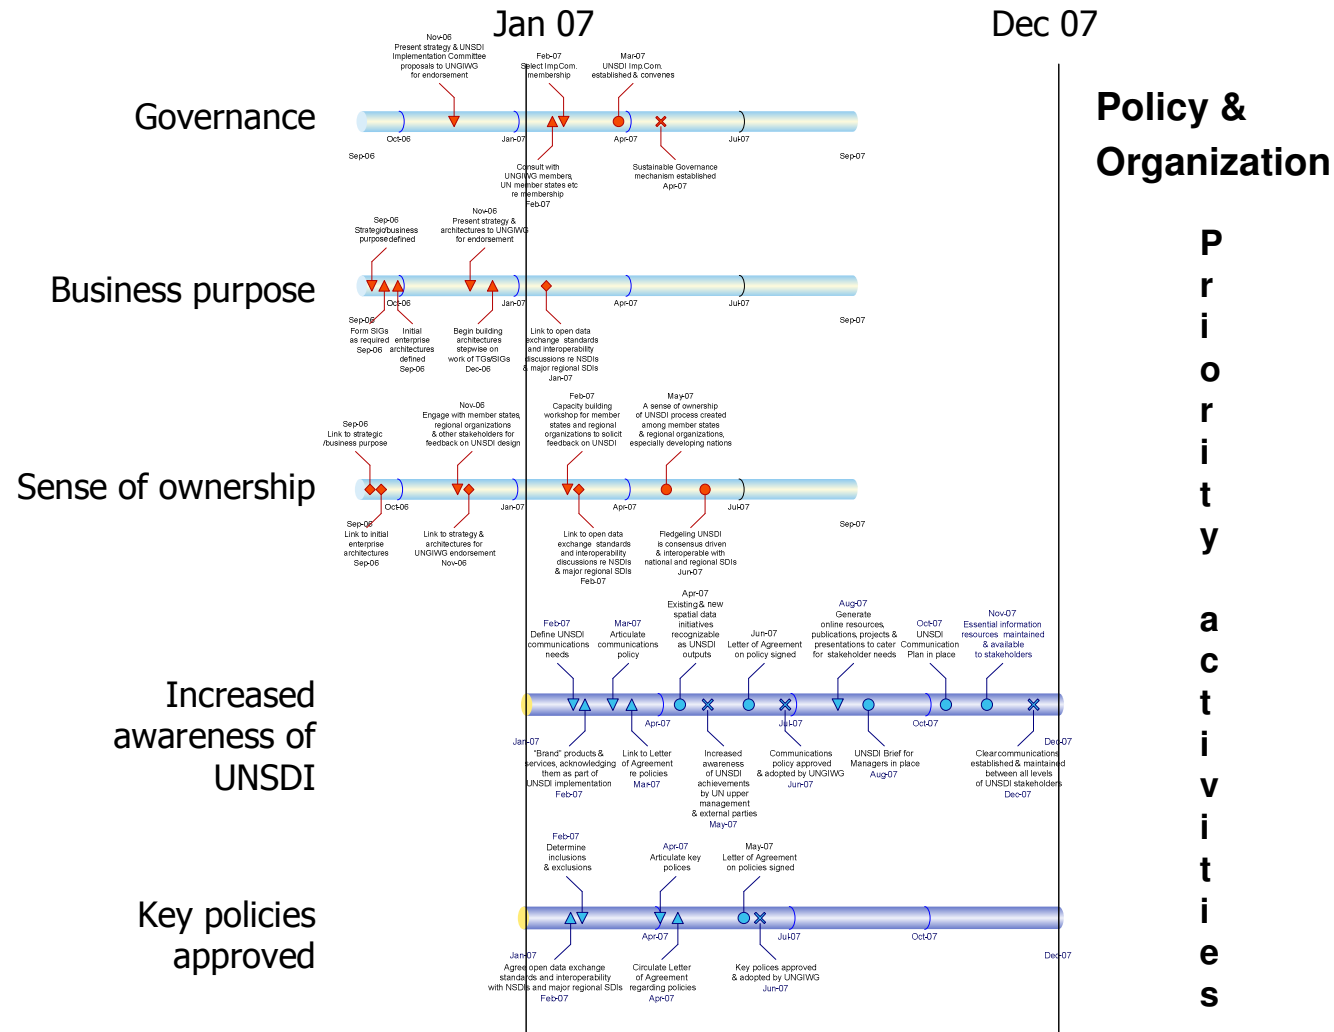 Jan 07
Dec 07
Policy &
Organization
Priority activities
Governance
Nov-06
Present strategy & UNSDI
Implementation Committee
proposals to UNGIWG
for endorsement
Feb-07
Select Imp.Com.
membership
Mar-07
UNSDI Imp.Com.
established & convenes
Oct-06
Jan-07
Apr-07
Jul-07
Sep-06
Sep-07
Consult with
UNGIWG members,
UN member states etc
re membership
Feb-07
Sustainable Governance
mechanism established
Apr-07
Business purpose
Sep-06
Strategic/business
purpose defined
Nov-06
Present strategy &
architectures to UNGIWG
for endorsement
Oct-06
Jan-07
Apr-07
Jul-07
Sep-06
Sep-07
Form SIGs
as required
Sep-06
Initial
enterprise
architectures
defined
Sep-06
Begin building
architectures
stepwise on
work of TGs/SIGs
Dec-06
Link to open data
exchange standards
and interoperability
discussions re NSDIs
& major regional SDIs
Jan-07
Sense of ownership
Sep-06
Link to strategic
/business purpose
Nov-06
Engage with member states,
regional organizations
& other stakeholders for
feedback on UNSDI design
Feb-07
Capacity building
workshop for member
states and regional
organizations to solicit
feedback on UNSDI
May-07
A sense of ownership
of UNSDI process created
among member states
& regional organizations,
especially developing nations
Oct-06
Jan-07
Apr-07
Jul-07
Sep-06
Sep-07
Link to initial
enterprise
architectures
Sep-06
Link to strategy &
architectures for
UNGIWG endorsement
Nov-06
Link to open data
exchange standards
and interoperability
discussions re NSDIs
& major regional SDIs
Feb-07
Fledgeling UNSDI
is consensus driven
& interoperable with
national and regional SDIs
Jun-07
Increased
awareness of
UNSDI
Feb-07
Define UNSDI
communications
needs
Mar-07
Articulate
communications
policy
Apr-07
Existing & new
spatial data
initiatives
recognizable
as UNSDI
outputs
Jun-07
Letter of Agreement
on policy signed
Aug-07
Generate
online resources,
publications, projects &
presentations to cater
for stakeholder needs
Oct-07
UNSDI
Communication
Plan in place
Nov-07
Essential information
resources maintained
& available
to stakeholders
Apr-07
Jul-07
Oct-07
Jan-07
Dec-07
"Brand" products &
services, acknowledging
them as part of
UNSDI implementation
Feb-07
Link to Letter
of Agreement
re policies
Mar-07
Increased
awareness
of UNSDI
achievements
by UN upper
management
& external parties
May-07
Communications
policy approved
& adopted by UNGIWG
Jun-07
UNSDI Brief for
Managers in place
Aug-07
Clear communications
established & maintained
between all levels
of UNSDI stakeholders
Dec-07
Key policies
approved
Feb-07
Determine
inclusions
& exclusions
Apr-07
Articulate key
polices
May-07
Letter of Agreement
on policies signed
Apr-07
Jul-07
Oct-07
Jan-07
Dec-07
Agree open data exchange
standards and interoperability
with NSDIs and major regional SDIs
Feb-07
Circulate Letter
of Agreement
regarding policies
Apr-07
Key polices approved
& adopted by UNGIWG
Jun-07